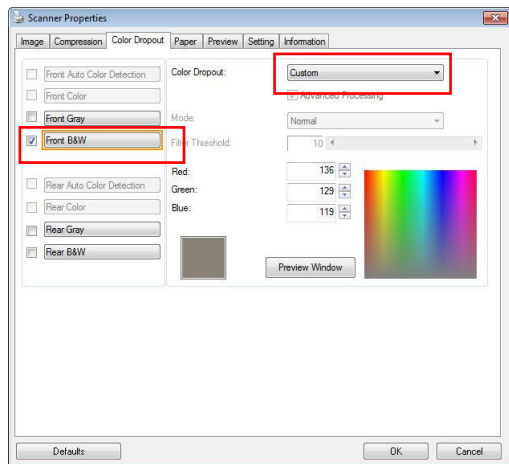 Scanner Properties
Image Compression Color Dropout Paper Preview Setting Information
Front Auto Color Detection
Front Color
Front Gray
Front B&W
Rear Auto Color Detection
Rear Color
Rear Gray
Rear B&W
Color Dropout: Custom
Advanced Processing
Mode: Normal
Filter Threshold: 10
Red: 136
Green: 129
Blue: 119
Preview Window
Defaults OK Cancel